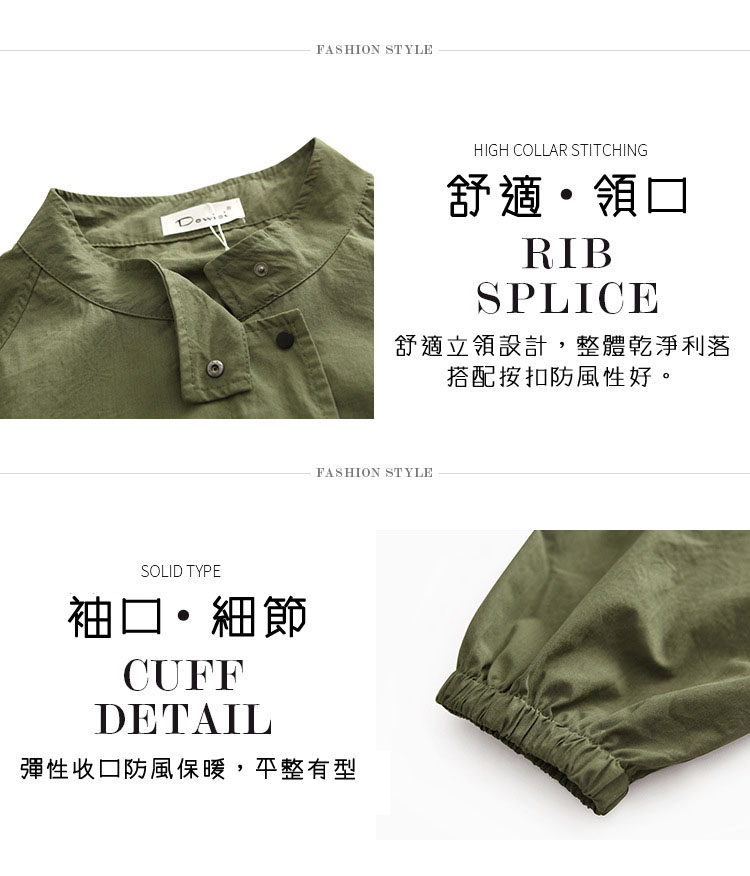 FASHION STYLE
HIGH COLLAR STITCHING
舒適·領口
RIB
SPLICE
舒適立領設計，整體乾淨利落
搭配按扣防風性好。
FASHION STYLE
SOLID TYPE
袖口·細節
CUFF
DETAIL
彈性收口防風保暖，平整有型